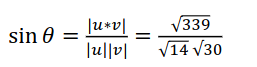 sin θ = |u*v| / |u||v| = √339 / √14 √30